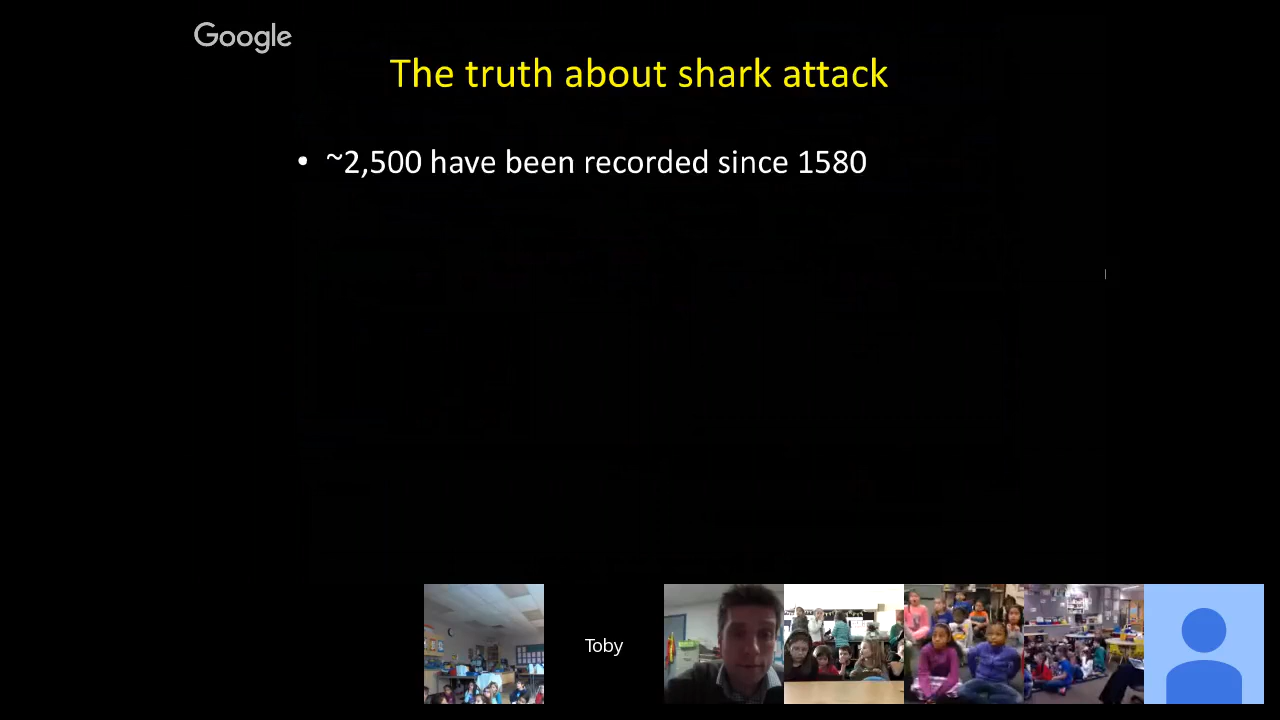 Google
The truth about shark attack
• ~2,500 have been recorded since 1580
Toby